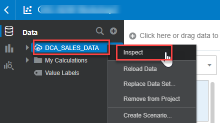 Data
Click here or drag data to
DCA_SALES_DATA
Inspect
My Calculations
Reload Data
Value Labels
Replace Data Set...
Remove from Project
Create Scenario...